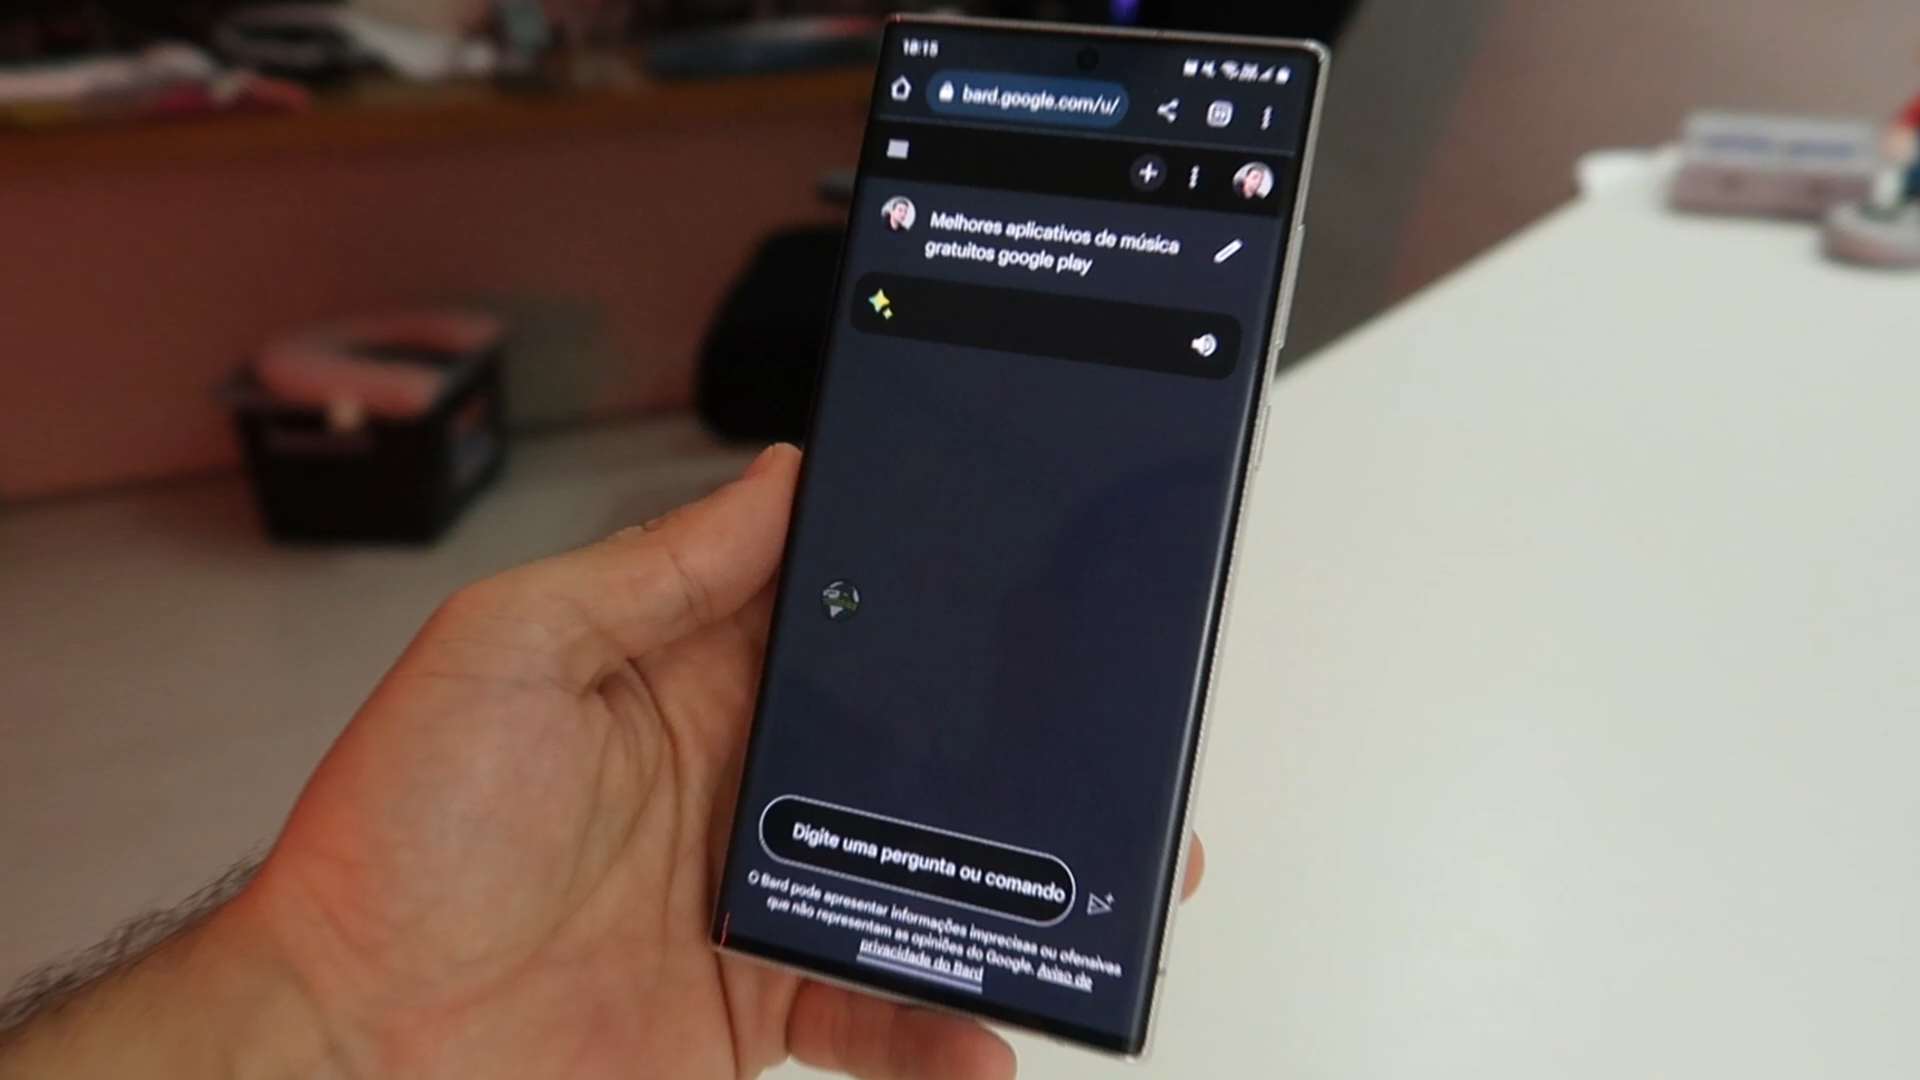 18:15
bard.google.com/u/
Melhores aplicativos de música
gratuitos google play
Digite uma pergunta ou comando
O Bard pode apresentar informações imprecisas ou ofensivas
que não representam as opiniões do Google. Aviso de
privacidade do Bard